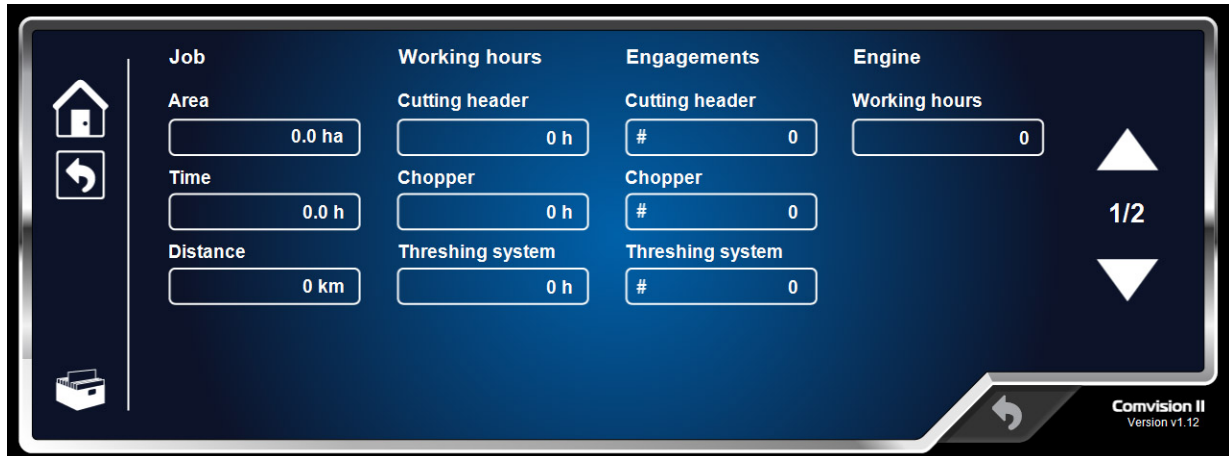 Job Working hours Engagements Engine
Area Cutting header Cutting header Working hours
0.0 ha 0 h # 0 0
Time Chopper Chopper
0.0 h 0 h # 0
1/2
Distance Threshing system Threshing system
0 km 0 h # 0
Comvision II
Version v1.12